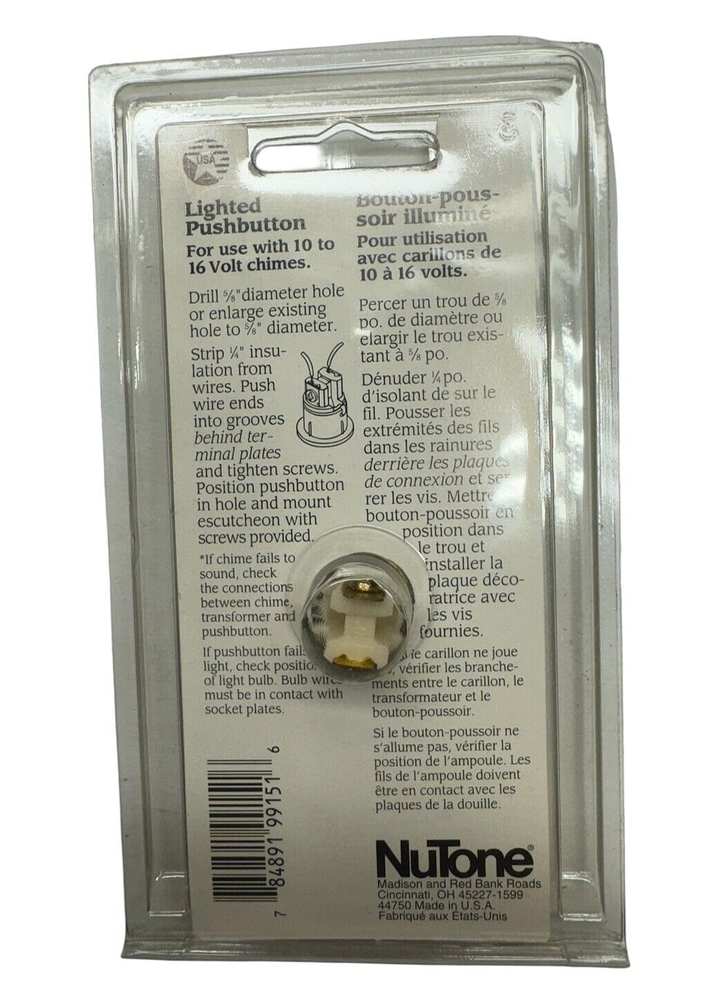 USA
Lighted
Pushbutton
For use with 10 to
16 Volt chimes.
Drill ⅝" diameter hole
or enlarge existing
hole to ⅝" diameter.
Strip ¼" insu-
lation from
wires. Push
wire ends
into grooves
behind ter-
minal plates
and tighten screws.
Position pushbutton
in hole and mount
escutcheon with
screws provided.
*If chime fails to
sound, check
the connections
between chime,
transformer and
pushbutton.
If pushbutton fails
light, check
of light bulb. Bulb
must be in contact with
socket plates.
Bouton-pous-
soir illuminé
Pour utilisation
avec carillons de
10 à 16 volts.
Percer un trou de ⅝
po. de diamètre ou
elargir le trou exis-
tant à ⅝ po.
Dénuder ¼ po.
d'isolant de sur le
fil. Pousser les
extrémités des fils
dans les rainures
derrière les plaques
de connexion et ser
rer les vis. Mettre
bouton-poussoir en
position dans
le trou et
installer la
plaque déco-
ratrice avec
les vis
fournies.
le carillon ne joue
vérifier les branche-
ments entre le carillon, le
transformateur et le
bouton-poussoir.
Si le bouton-poussoir ne
s'allume pas, vérifier la
position de l'ampoule. Les
fils de l'ampoule doivent
être en contact avec les
plaques de la douille.
7 84891 99151 6
NuTone®
Madison and Red Bank Roads
Cincinnati, OH 45227-1599
44750 Made in U.S.A.
Fabriqué aux États-Unis